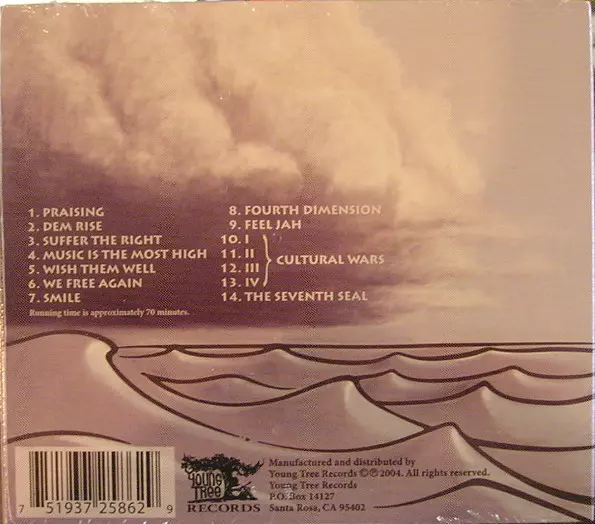 1. PRAISING
2. DEM RISE
3. SUFFER THE RIGHT
4. MUSIC IS THE MOST HIGH
5. WISH THEM WELL
6. WE FREE AGAIN
7. SMILE
Running time is approximately 70 minutes.
8. FOURTH DIMENSION
9. FEEL JAH
10. I
11. II
CULTURAL WARS
12. III
13. IV
14. THE SEVENTH SEAL
7 51937 25862 9
YOUNG
TREE
RECORDS
Manufactured and distributed by
Young Tree Records ©℗ 2004. All rights reserved.
Young Tree Records
P.O. Box 14127
Santa Rosa, CA 95402